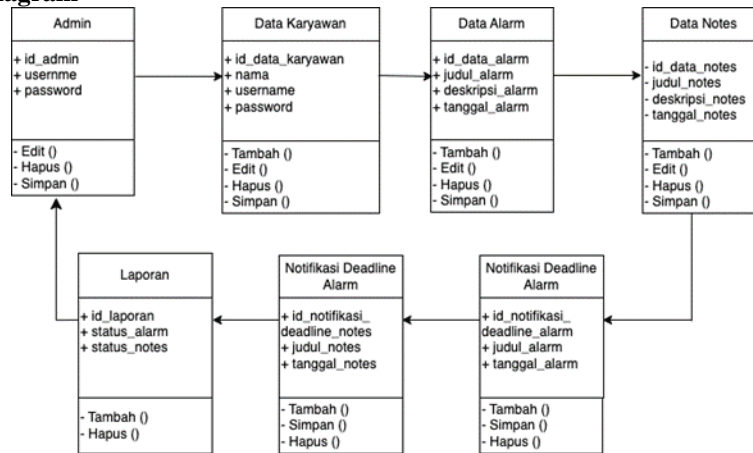 agram
Admin
+ id_admin
+ usernme
+ password
- Edit ()
- Hapus ()
- Simpan ()
Data Karyawan
+ id_data_karyawan
+ nama
+ username
+ password
- Tambah ()
- Edit ()
- Hapus ()
- Simpan ()
Data Alarm
+ id_data_alarm
+ judul_alarm
+ deskripsi_alarm
+ tanggal_alarm
- Tambah ()
- Edit ()
- Hapus ()
- Simpan ()
Data Notes
- id_data_notes
- judul_notes
- deskripsi_notes
- tanggal_notes
- Tambah ()
- Edit ()
- Hapus ()
- Simpan ()
Laporan
+ id_laporan
+ status_alarm
+ status_notes
- Tambah ()
- Hapus ()
Notifikasi Deadline
Alarm
+ id_notifikasi_
deadline_notes
+ judul_notes
+ tanggal_notes
- Tambah ()
- Simpan ()
- Hapus ()
Notifikasi Deadline
Alarm
+ id_notifikasi_
deadline_alarm
+ judul_alarm
+ tanggal_alarm
- Tambah ()
- Simpan ()
- Hapus ()